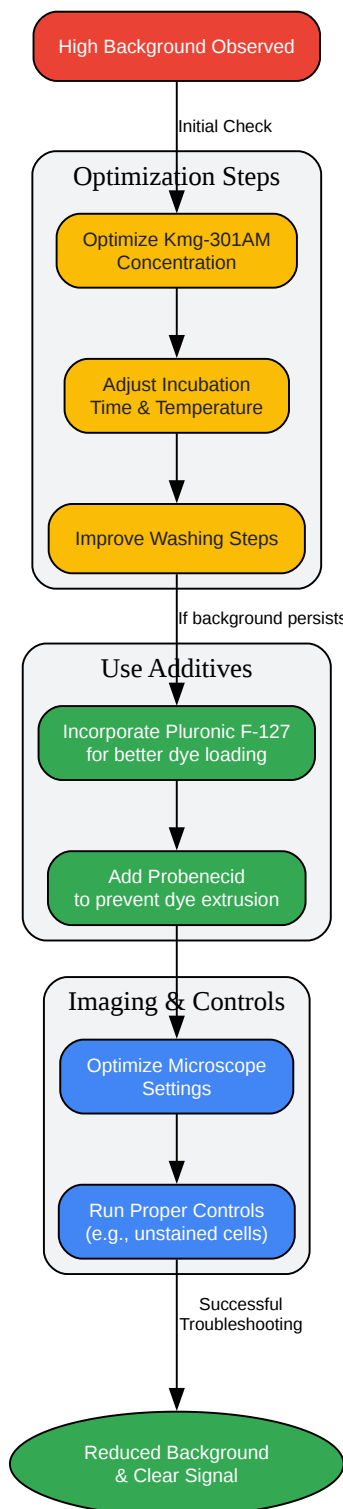 High Background Observed
Initial Check
Optimization Steps
Optimize Kmg-301AM
Concentration
Adjust Incubation
Time & Temperature
Improve Washing Steps
If background persists
Use Additives
Incorporate Pluronic F-127
for better dye loading
Add Probenecid
to prevent dye extrusion
Imaging & Controls
Optimize Microscope
Settings
Run Proper Controls
(e.g., unstained cells)
Successful
Troubleshooting
Reduced Background
& Clear Signal